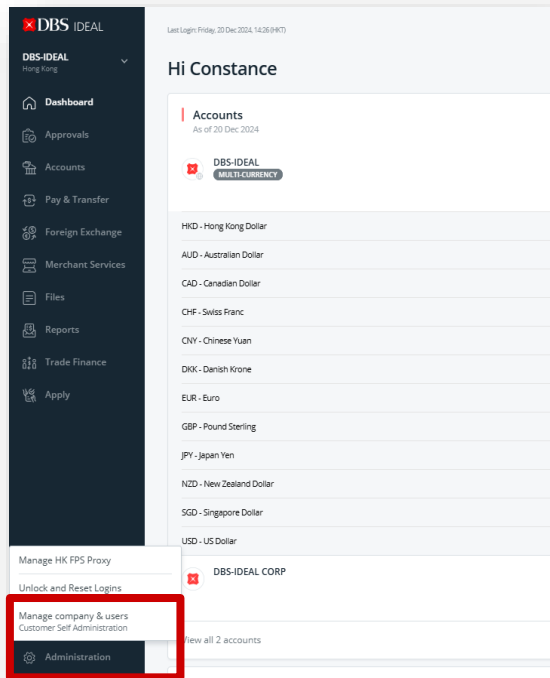 DBS IDEAL
DBS-IDEAL
Hong Kong
Dashboard
Approvals
Accounts
Pay & Transfer
Foreign Exchange
Merchant Services
Files
Reports
Trade Finance
Apply
Manage HK FPS Proxy
Unlock and Reset Logins
Manage company & users
Customer Self Administration
Administration
Last Login: Friday, 20 Dec 2024, 14:26 (HKT)
Hi Constance
Accounts
As of 20 Dec 2024
DBS-IDEAL
MULTI-CURRENCY
HKD - Hong Kong Dollar
AUD - Australian Dollar
CAD - Canadian Dollar
CHF - Swiss Franc
CNY - Chinese Yuan
DKK - Danish Krone
EUR - Euro
GBP - Pound Sterling
JPY - Japan Yen
NZD - New Zealand Dollar
SGD - Singapore Dollar
USD - US Dollar
DBS-IDEAL CORP
View all 2 accounts